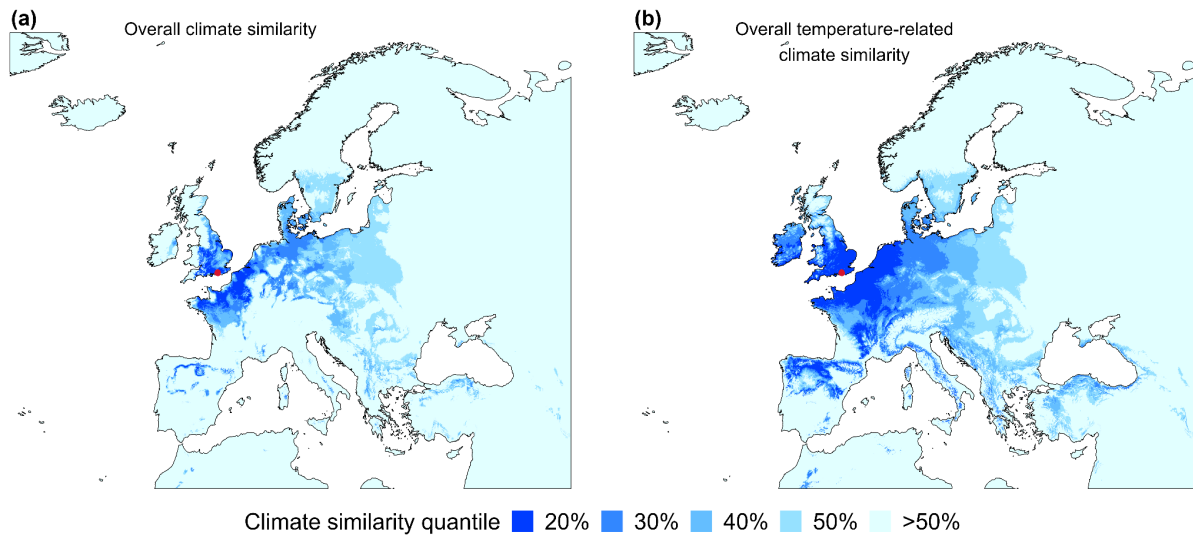 (a)
Overall climate similarity
(b)
Overall temperature-related
climate similarity
Climate similarity quantile 20% 30% 40% 50% >50%